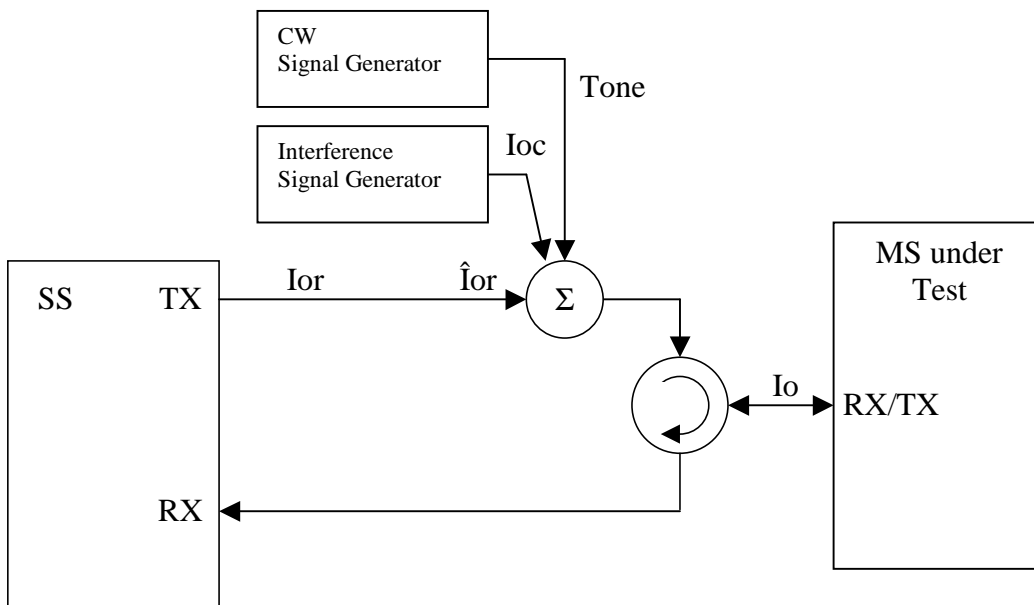 CW
Signal Generator
Tone
Interference
Signal Generator
Ioc
MS under
Test
SS
TX
Ior
Îor
Σ
Io
RX/TX
RX